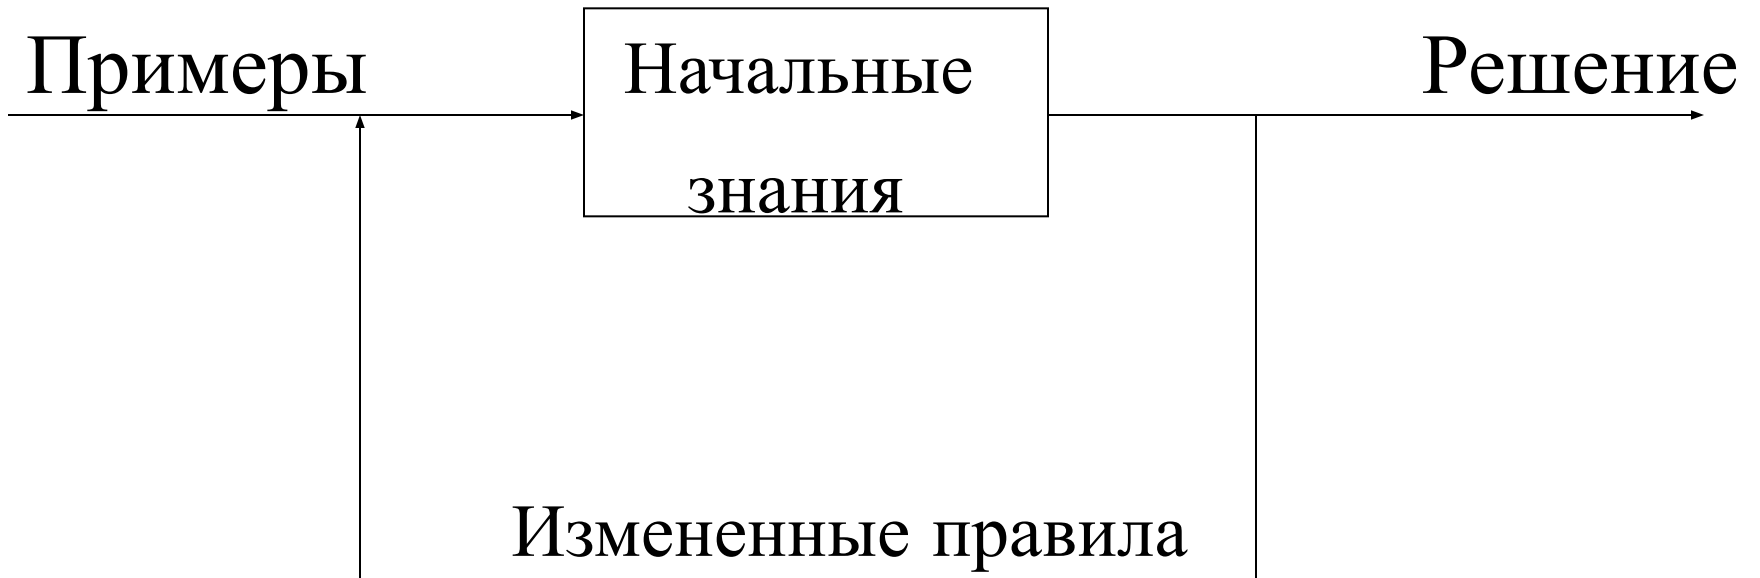 Примеры
Начальные
знания
Решение
Измененные правила